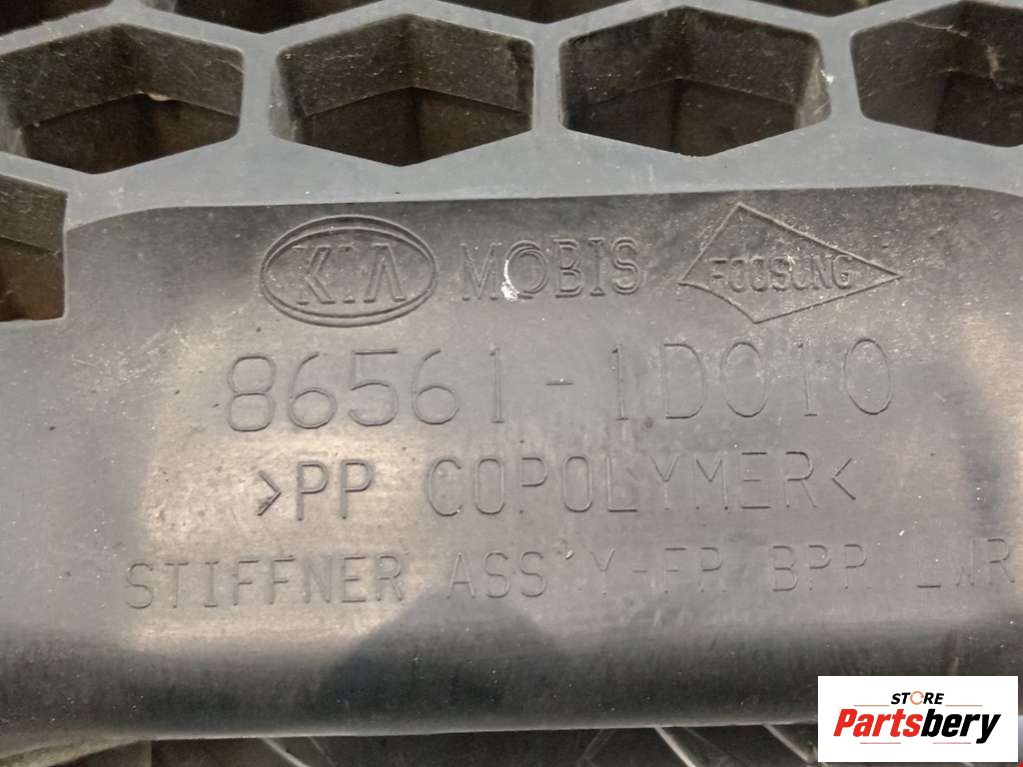 KIA MOBIS FOOSUNG
86561-1D010
>PP COPOLYMER<
STIFFNER ASS'Y-FR BPR LWR
STORE
Partsbery